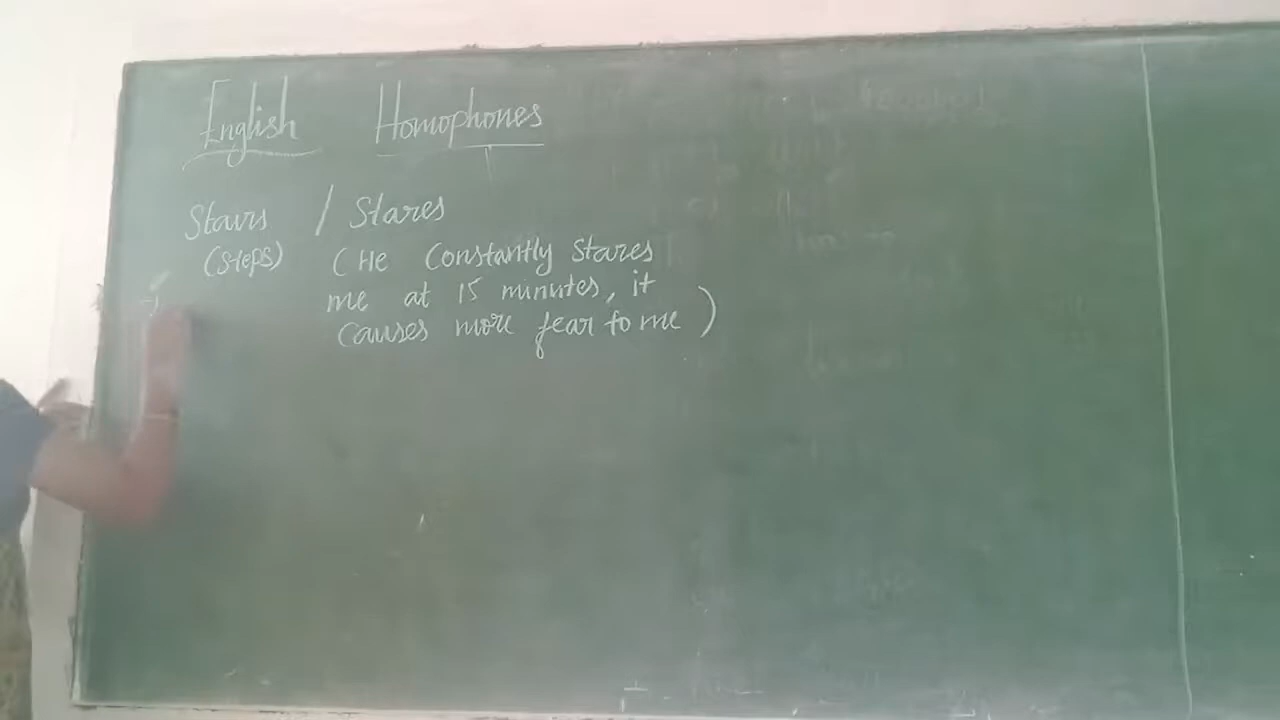 English Homophones
Stairs / Stares
(steps) (He constantly stares
me at 15 minutes, it
causes more fear to me)